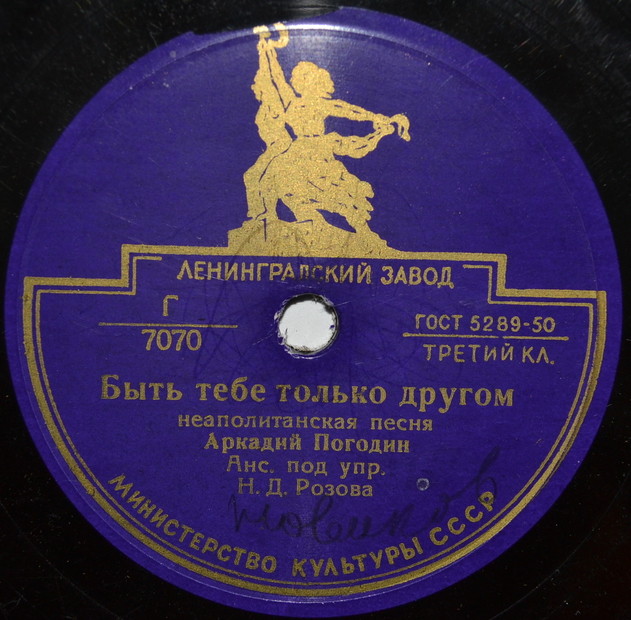 ЛЕНИНГРАДСКИЙ ЗАВОД
Г
7070
ГОСТ 5289-50
ТРЕТИЙ КЛ.
Быть тебе только другом
неаполитанская песня
Аркадий Погодин
Анс. под упр.
Н. Д. Розова
МИНИСТЕРСТВО КУЛЬТУРЫ СССР